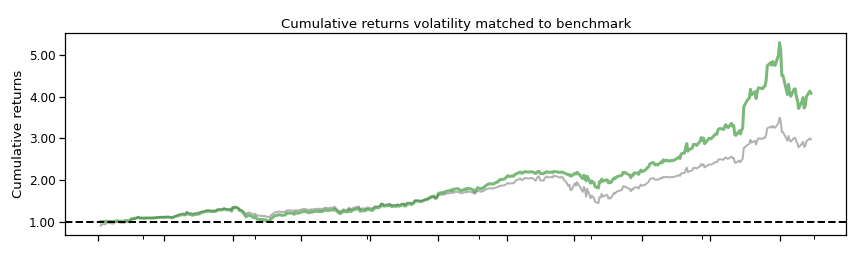 Cumulative returns volatility matched to benchmark
Cumulative returns
5.00
4.00
3.00
2.00
1.00